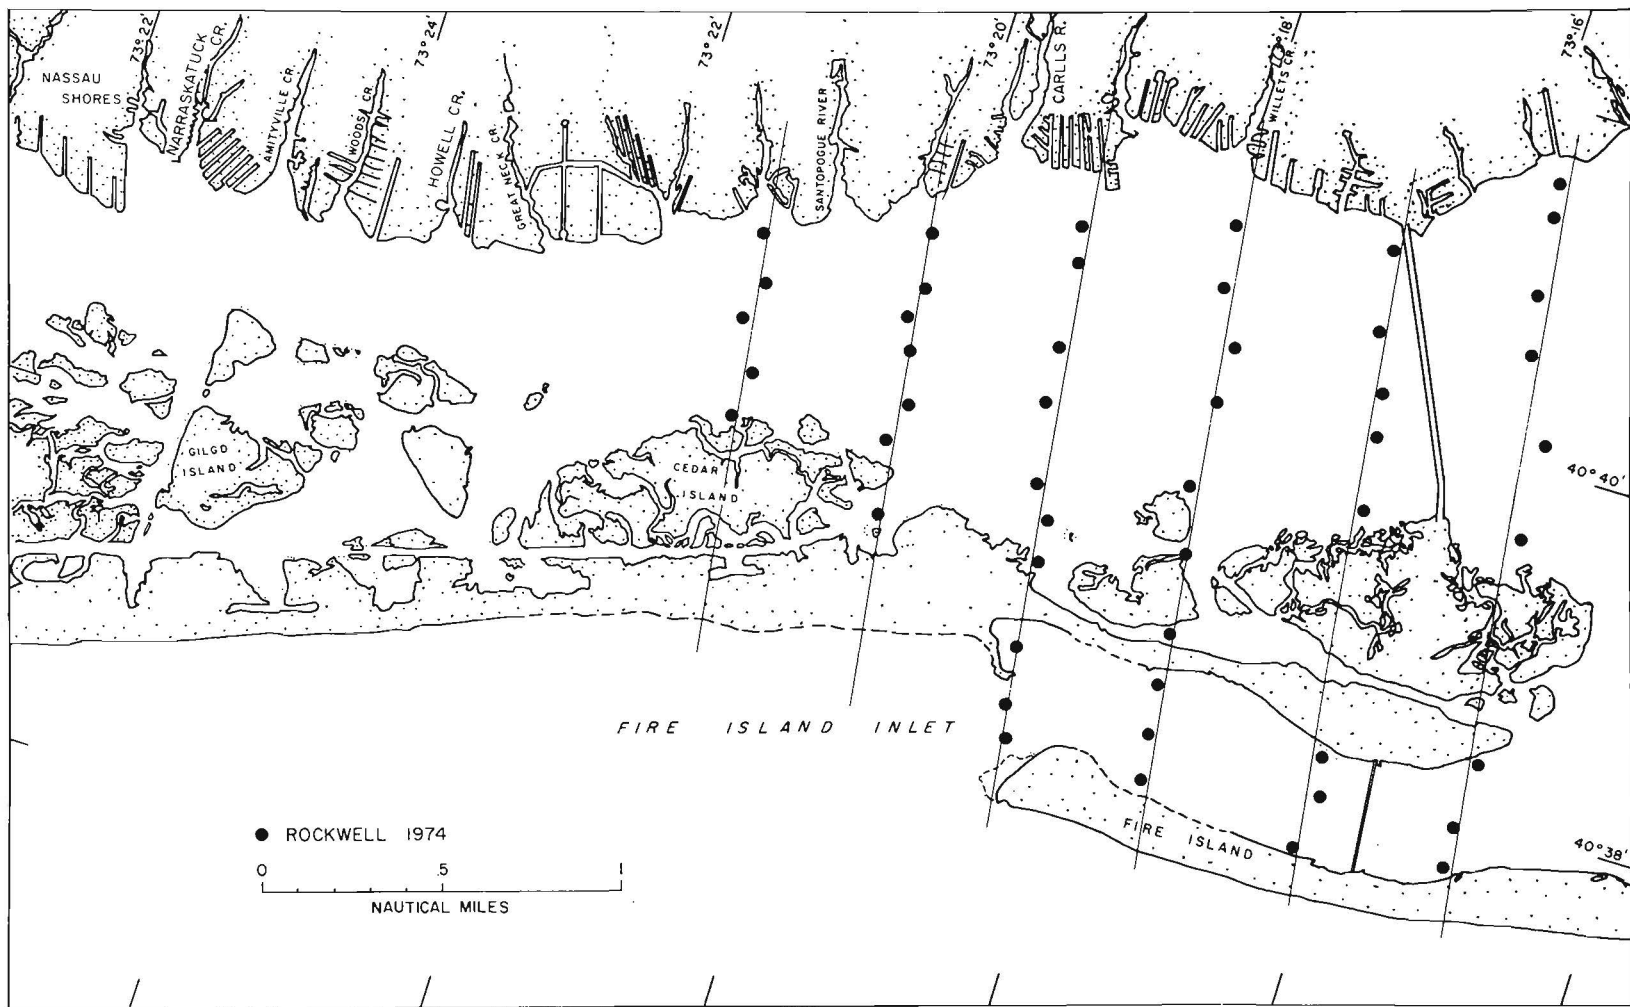 73° 22'
73° 24'
73° 22'
73° 20'
73° 18'
73° 16'
NASSAU
SHORES
NARRASKATUCK CR.
AMITYVILLE CR.
WOODS CR.
HOWELL CR.
GREAT NECK CR.
SANTOPOGUE RIVER
CARLLS R.
WILLETS CR.
GILGO
ISLAND
CEDAR
ISLAND
40° 40'
FIRE ISLAND INLET
FIRE ISLAND
40° 38'
ROCKWELL 1974
0 .5 1
NAUTICAL MILES